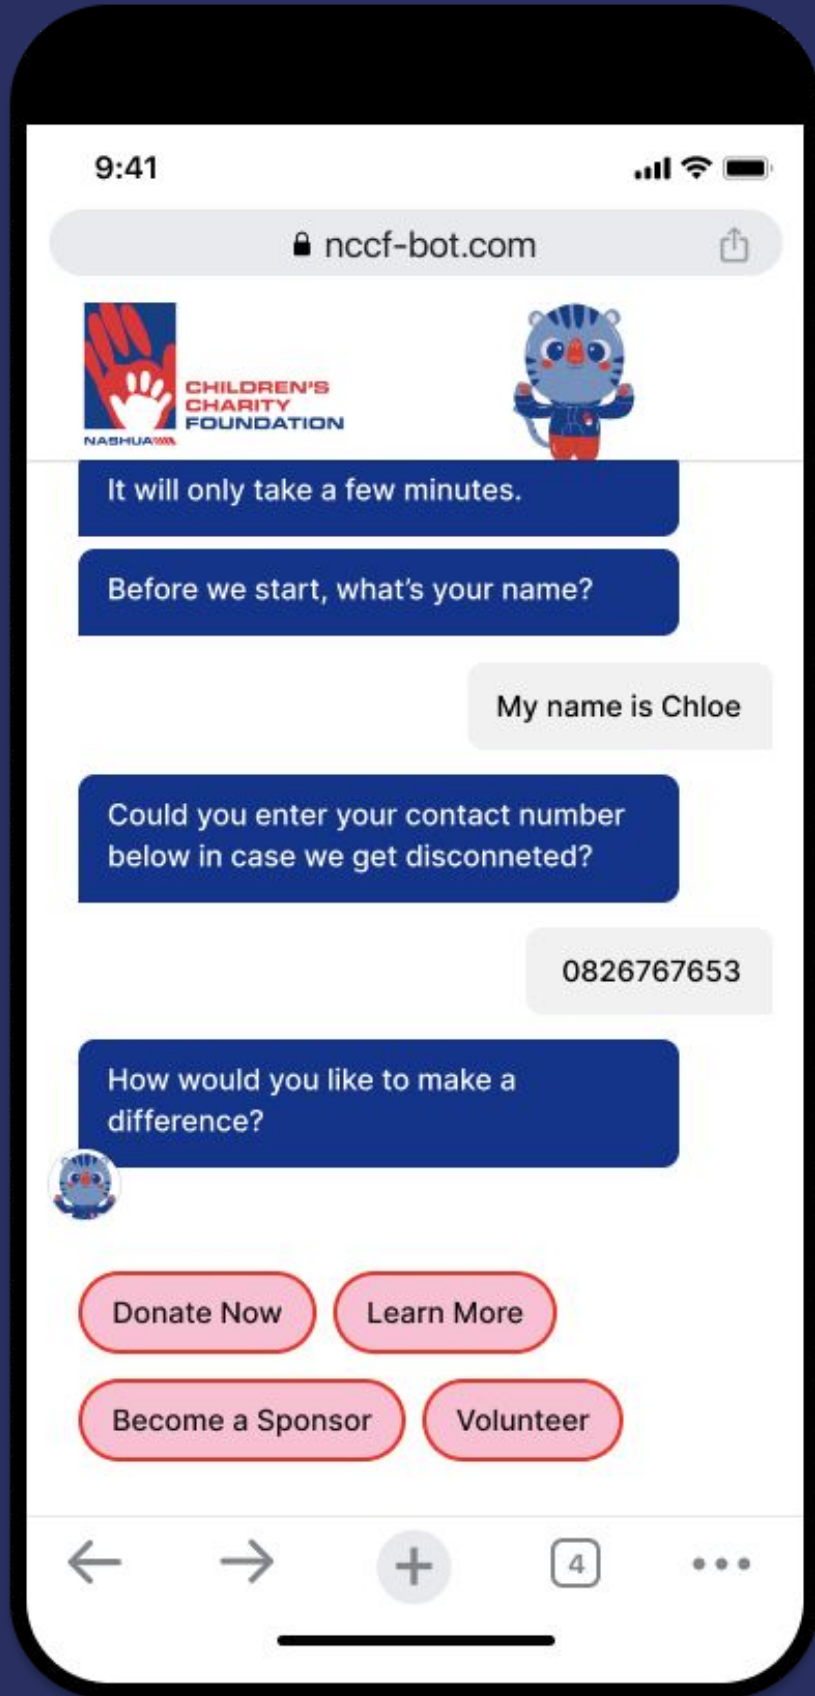 9:41
nccf-bot.com
CHILDREN'S
CHARITY
FOUNDATION
NASHUA
It will only take a few minutes.
Before we start, what's your name?
My name is Chloe
Could you enter your contact number
below in case we get disconneted?
0826767653
How would you like to make a
difference?
Donate Now
Learn More
Become a Sponsor
Volunteer
4